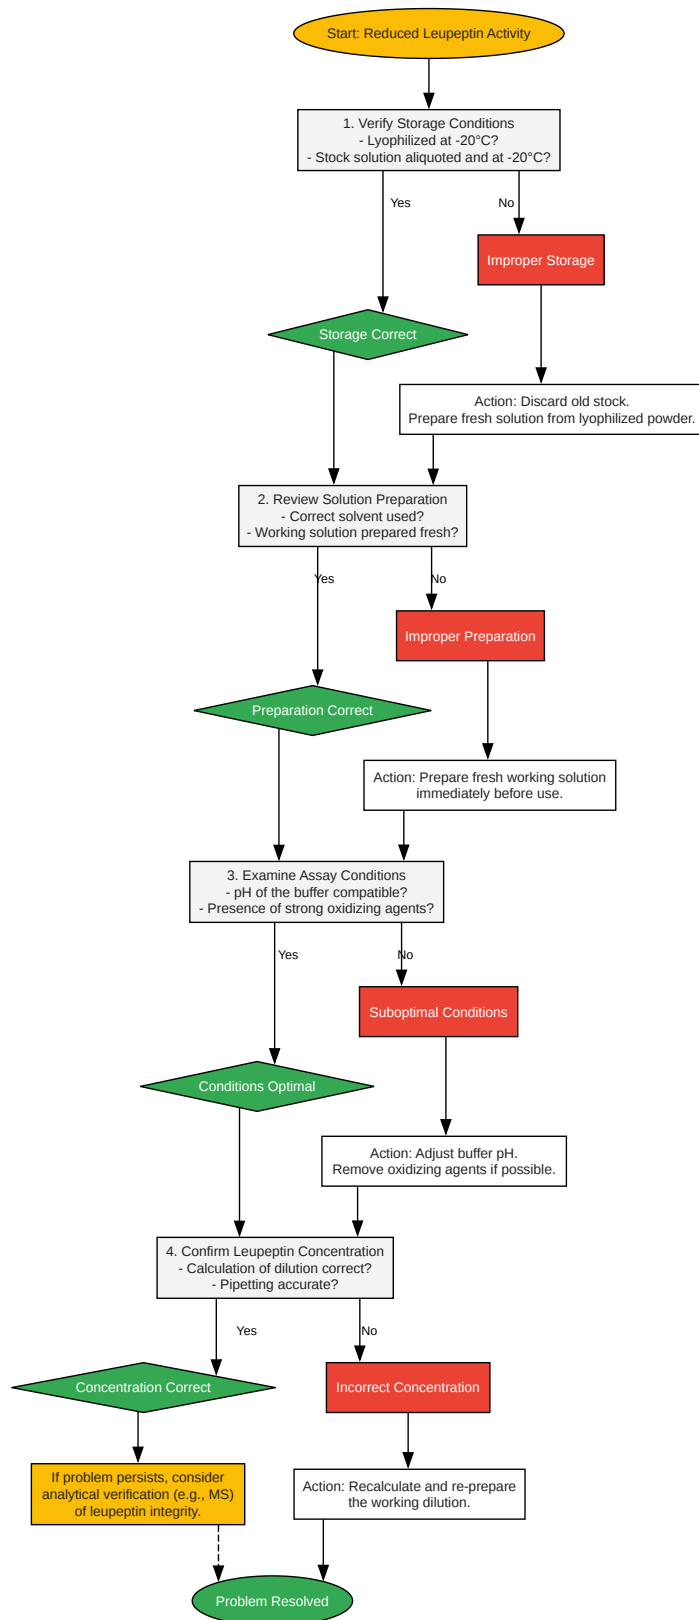 Start: Reduced Leupeptin Activity
1. Verify Storage Conditions
- Lyophilized at -20°C?
- Stock solution aliquoted and at -20°C?
Yes
No
Improper Storage
Storage Correct
Action: Discard old stock.
Prepare fresh solution from lyophilized powder.
2. Review Solution Preparation
- Correct solvent used?
- Working solution prepared fresh?
Yes
No
Improper Preparation
Preparation Correct
Action: Prepare fresh working solution
immediately before use.
3. Examine Assay Conditions
- pH of the buffer compatible?
- Presence of strong oxidizing agents?
Yes
No
Suboptimal Conditions
Conditions Optimal
Action: Adjust buffer pH.
Remove oxidizing agents if possible.
4. Confirm Leupeptin Concentration
- Calculation of dilution correct?
- Pipetting accurate?
Yes
No
Concentration Correct
Incorrect Concentration
If problem persists, consider
analytical verification (e.g., MS)
of leupeptin integrity.
Action: Recalculate and re-prepare
the working dilution.
Problem Resolved